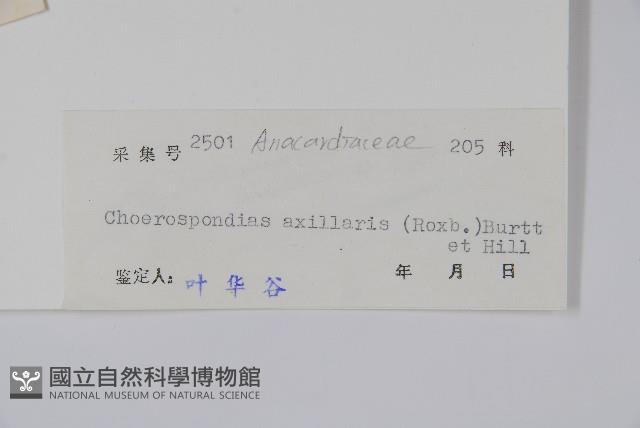 采集号 2501 Anacardiaceae 205 科
Choerospondias axillaris (Roxb.)Burtt
et Hill
鉴定人: 叶华谷 年 月 日
國立自然科學博物館
NATIONAL MUSEUM OF NATURAL SCIENCE